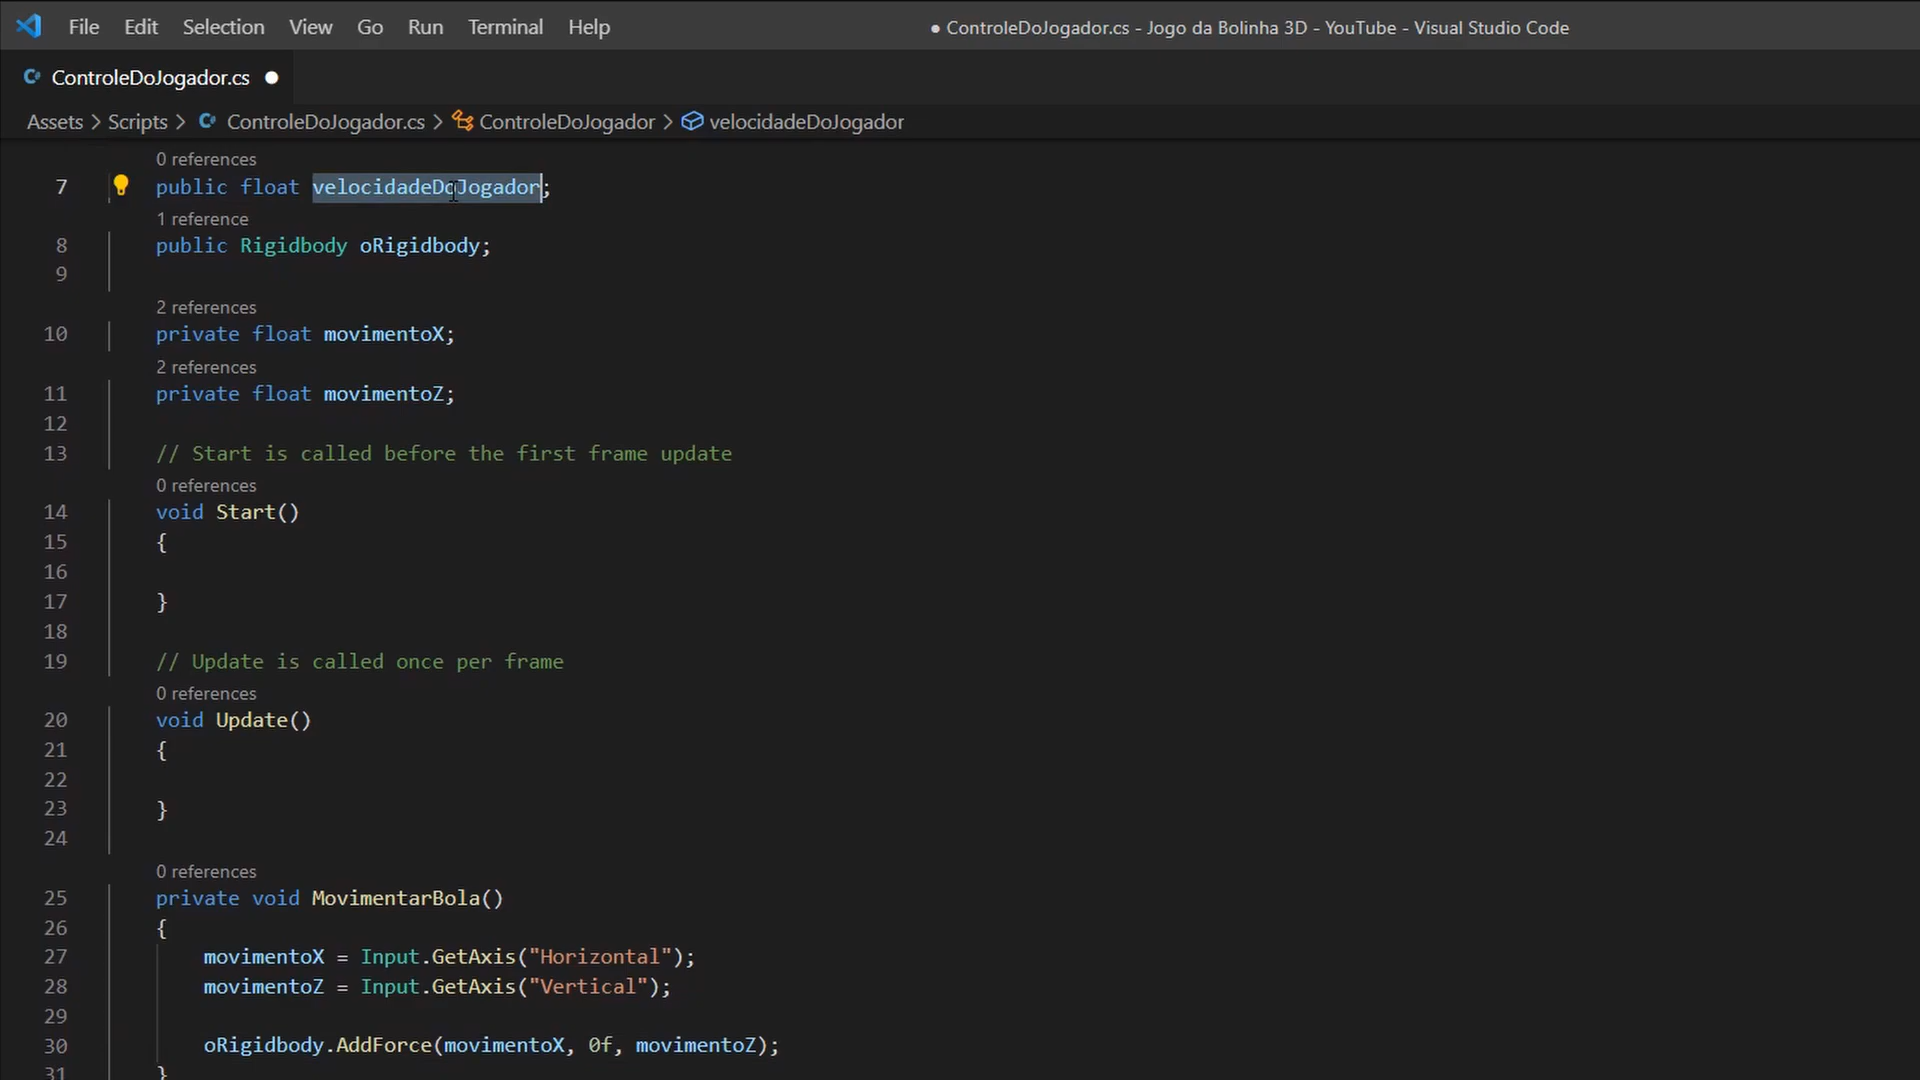 File Edit Selection View Go Run Terminal Help ● ControleDoJogador.cs - Jogo da Bolinha 3D - YouTube - Visual Studio Code
ControleDoJogador.cs ●
Assets > Scripts > ControleDoJogador.cs > ControleDoJogador > velocidadeDoJogador
0 references
7 public float velocidadeDoJogador;
1 reference
8 public Rigidbody oRigidbody;
9
2 references
10 private float movimentoX;
2 references
11 private float movimentoZ;
12
13 // Start is called before the first frame update
0 references
14 void Start()
15 {
16
17 }
18
19 // Update is called once per frame
0 references
20 void Update()
21 {
22
23 }
24
0 references
25 private void MovimentarBola()
26 {
27 movimentoX = Input.GetAxis("Horizontal");
28 movimentoZ = Input.GetAxis("Vertical");
29
30 oRigidbody.AddForce(movimentoX, 0f, movimentoZ);
31 }